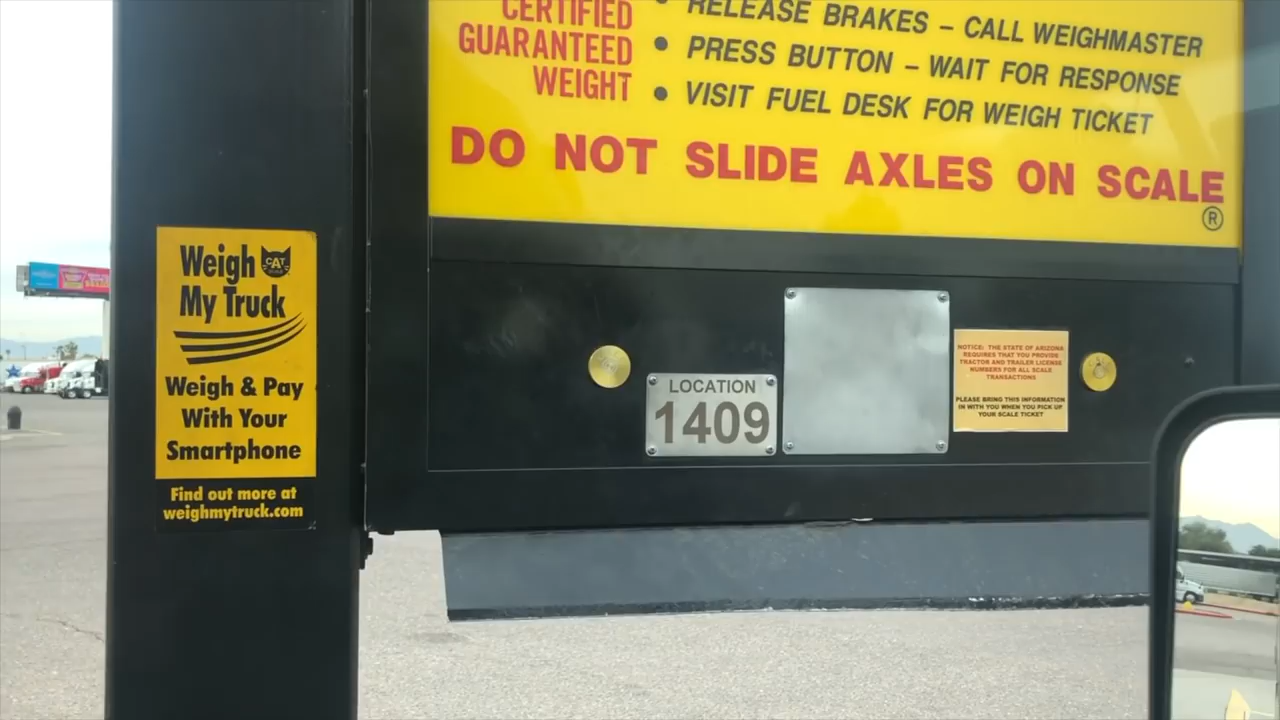 CERTIFIED
GUARANTEED
WEIGHT
• RELEASE BRAKES – CALL WEIGHMASTER
• PRESS BUTTON – WAIT FOR RESPONSE
• VISIT FUEL DESK FOR WEIGH TICKET
DO NOT SLIDE AXLES ON SCALE
®
Weigh
CAT
My Truck
Weigh & Pay
With Your
Smartphone
Find out more at
weighmytruck.com
LOCATION
1409
NOTICE: THE STATE OF ARIZONA
REQUIRES THAT YOU PROVIDE
TRACTOR AND TRAILER LICENSE
NUMBERS FOR ALL SCALE
TRANSACTIONS
PLEASE BRING THIS INFORMATION
IN WITH YOU WHEN YOU PICK UP
YOUR SCALE TICKET